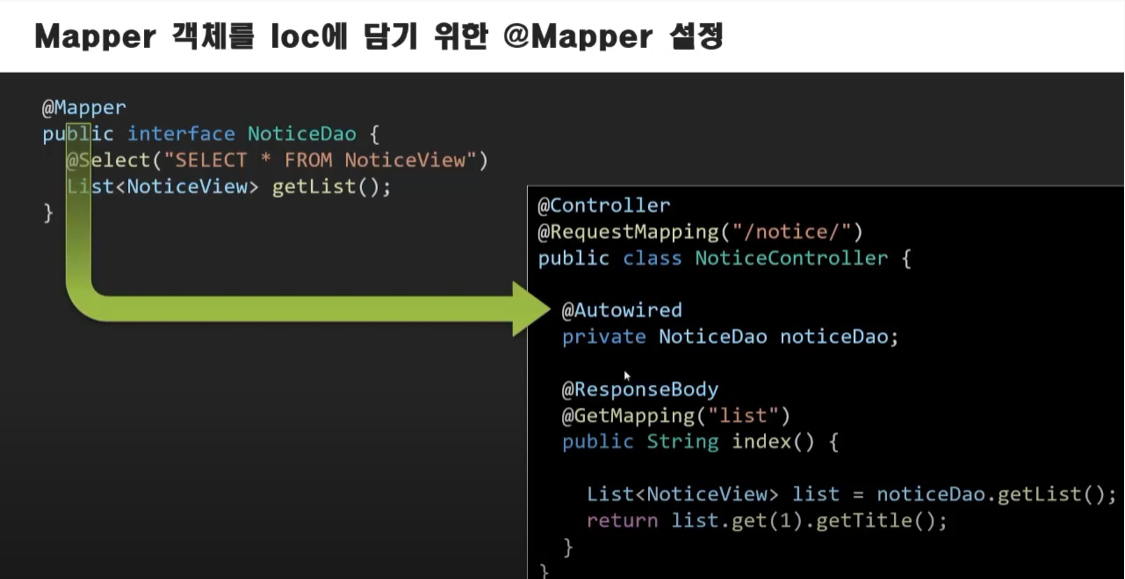 Mapper 객체를 Ioc에 담기 위한 @Mapper 설정
@Mapper
public interface NoticeDao {
@Select("SELECT * FROM NoticeView")
List<NoticeView> getList();
}
@Controller
@RequestMapping("/notice/")
public class NoticeController {
@Autowired
private NoticeDao noticeDao;
@ResponseBody
@GetMapping("list")
public String index() {
List<NoticeView> list = noticeDao.getList();
return list.get(1).getTitle();
}
}